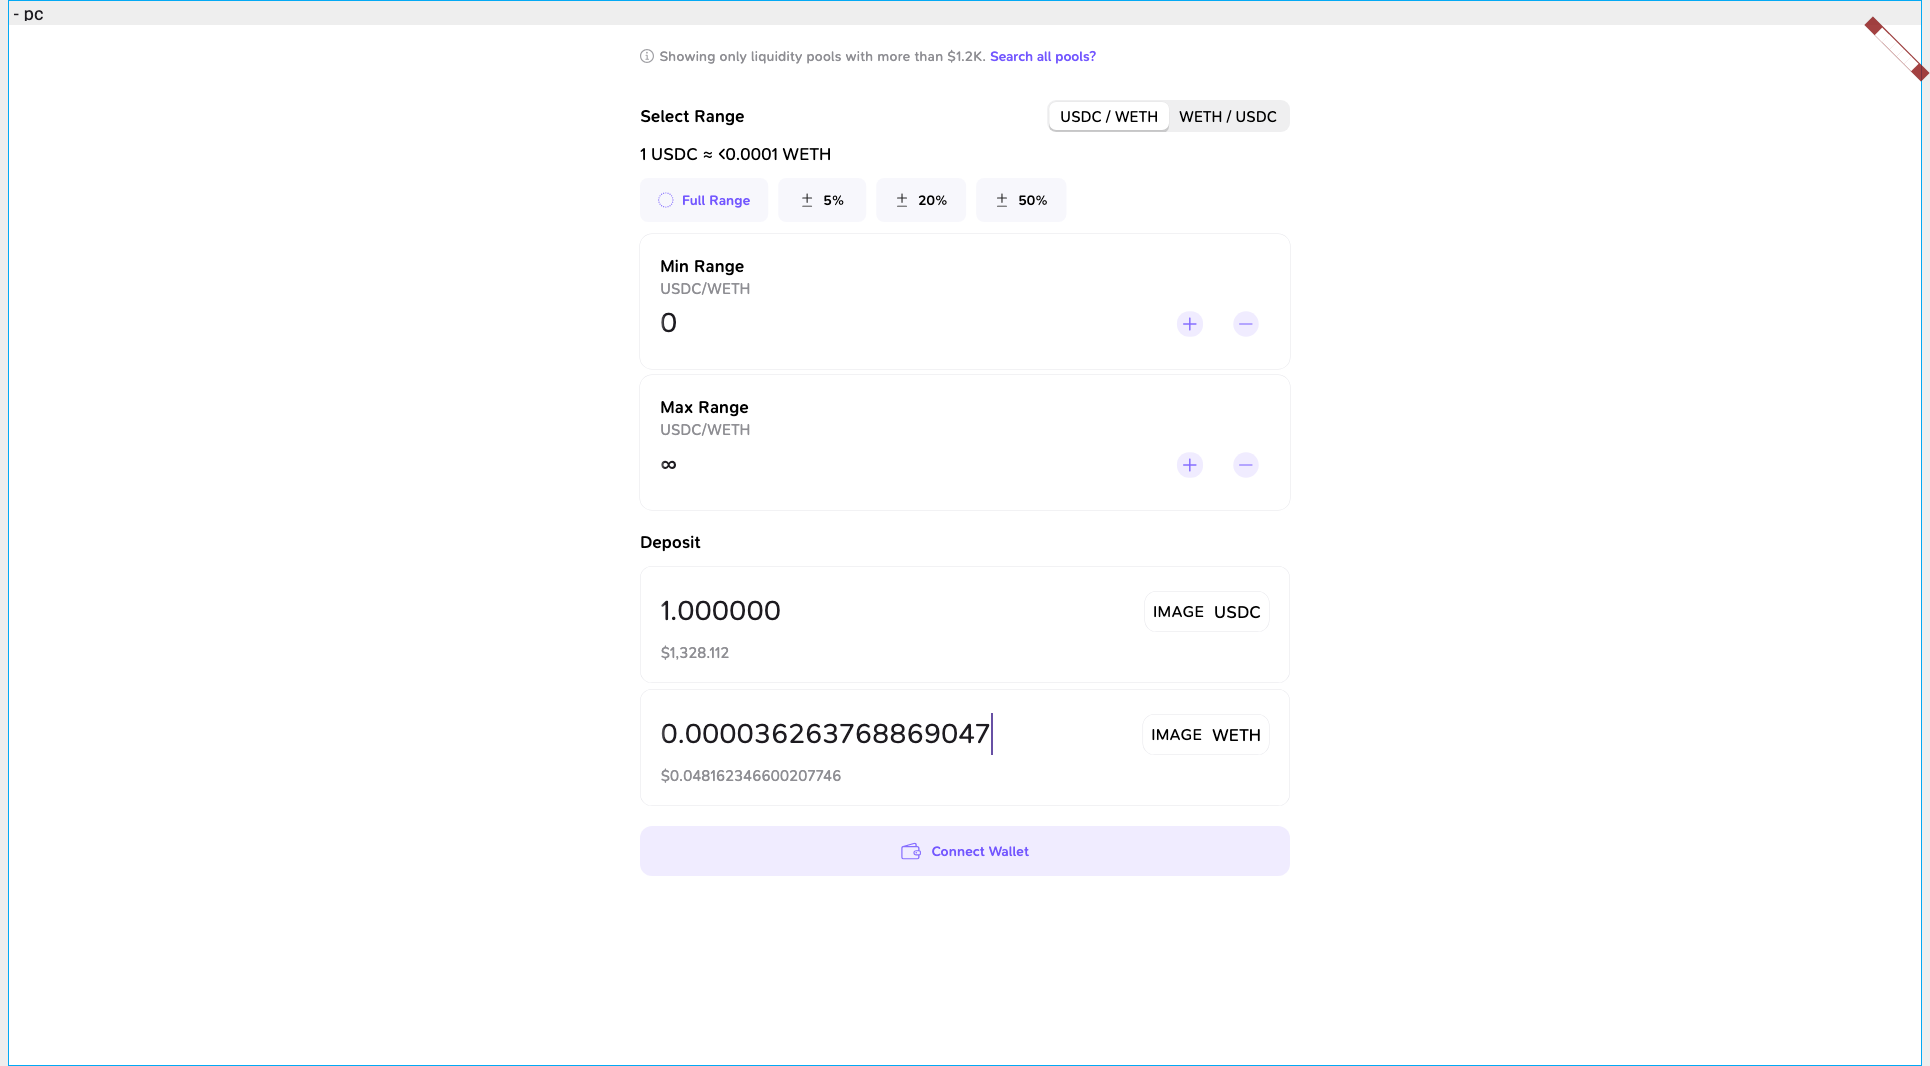 - pc
Showing only liquidity pools with more than $1.2K. Search all pools?
Select Range
USDC / WETH WETH / USDC
1 USDC ≈ <0.0001 WETH
Full Range ± 5% ± 20% ± 50%
Min Range
USDC/WETH
0
Max Range
USDC/WETH
∞
Deposit
1.000000 IMAGE USDC
$1,328.112
0.000036263768869047 IMAGE WETH
$0.048162346600207746
Connect Wallet